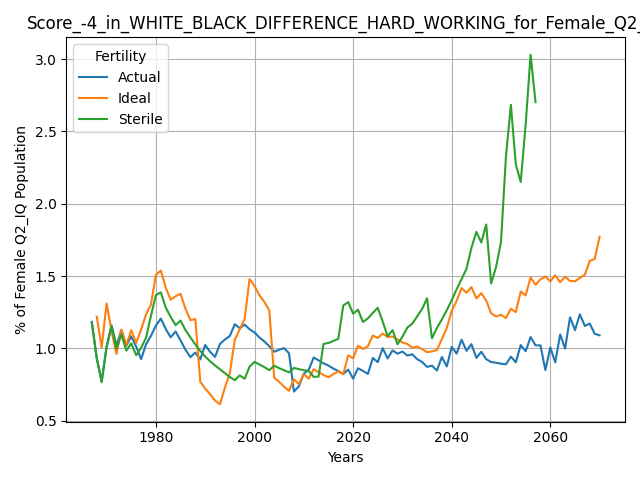 Score_-4_in_WHITE_BLACK_DIFFERENCE_HARD_WORKING_for_Female_Q2_
Fertility
Actual
Ideal
Sterile
3.0
2.5
2.0
1.5
1.0
0.5
% of Female Q2_IQ Population
1980 2000 2020 2040 2060
Years